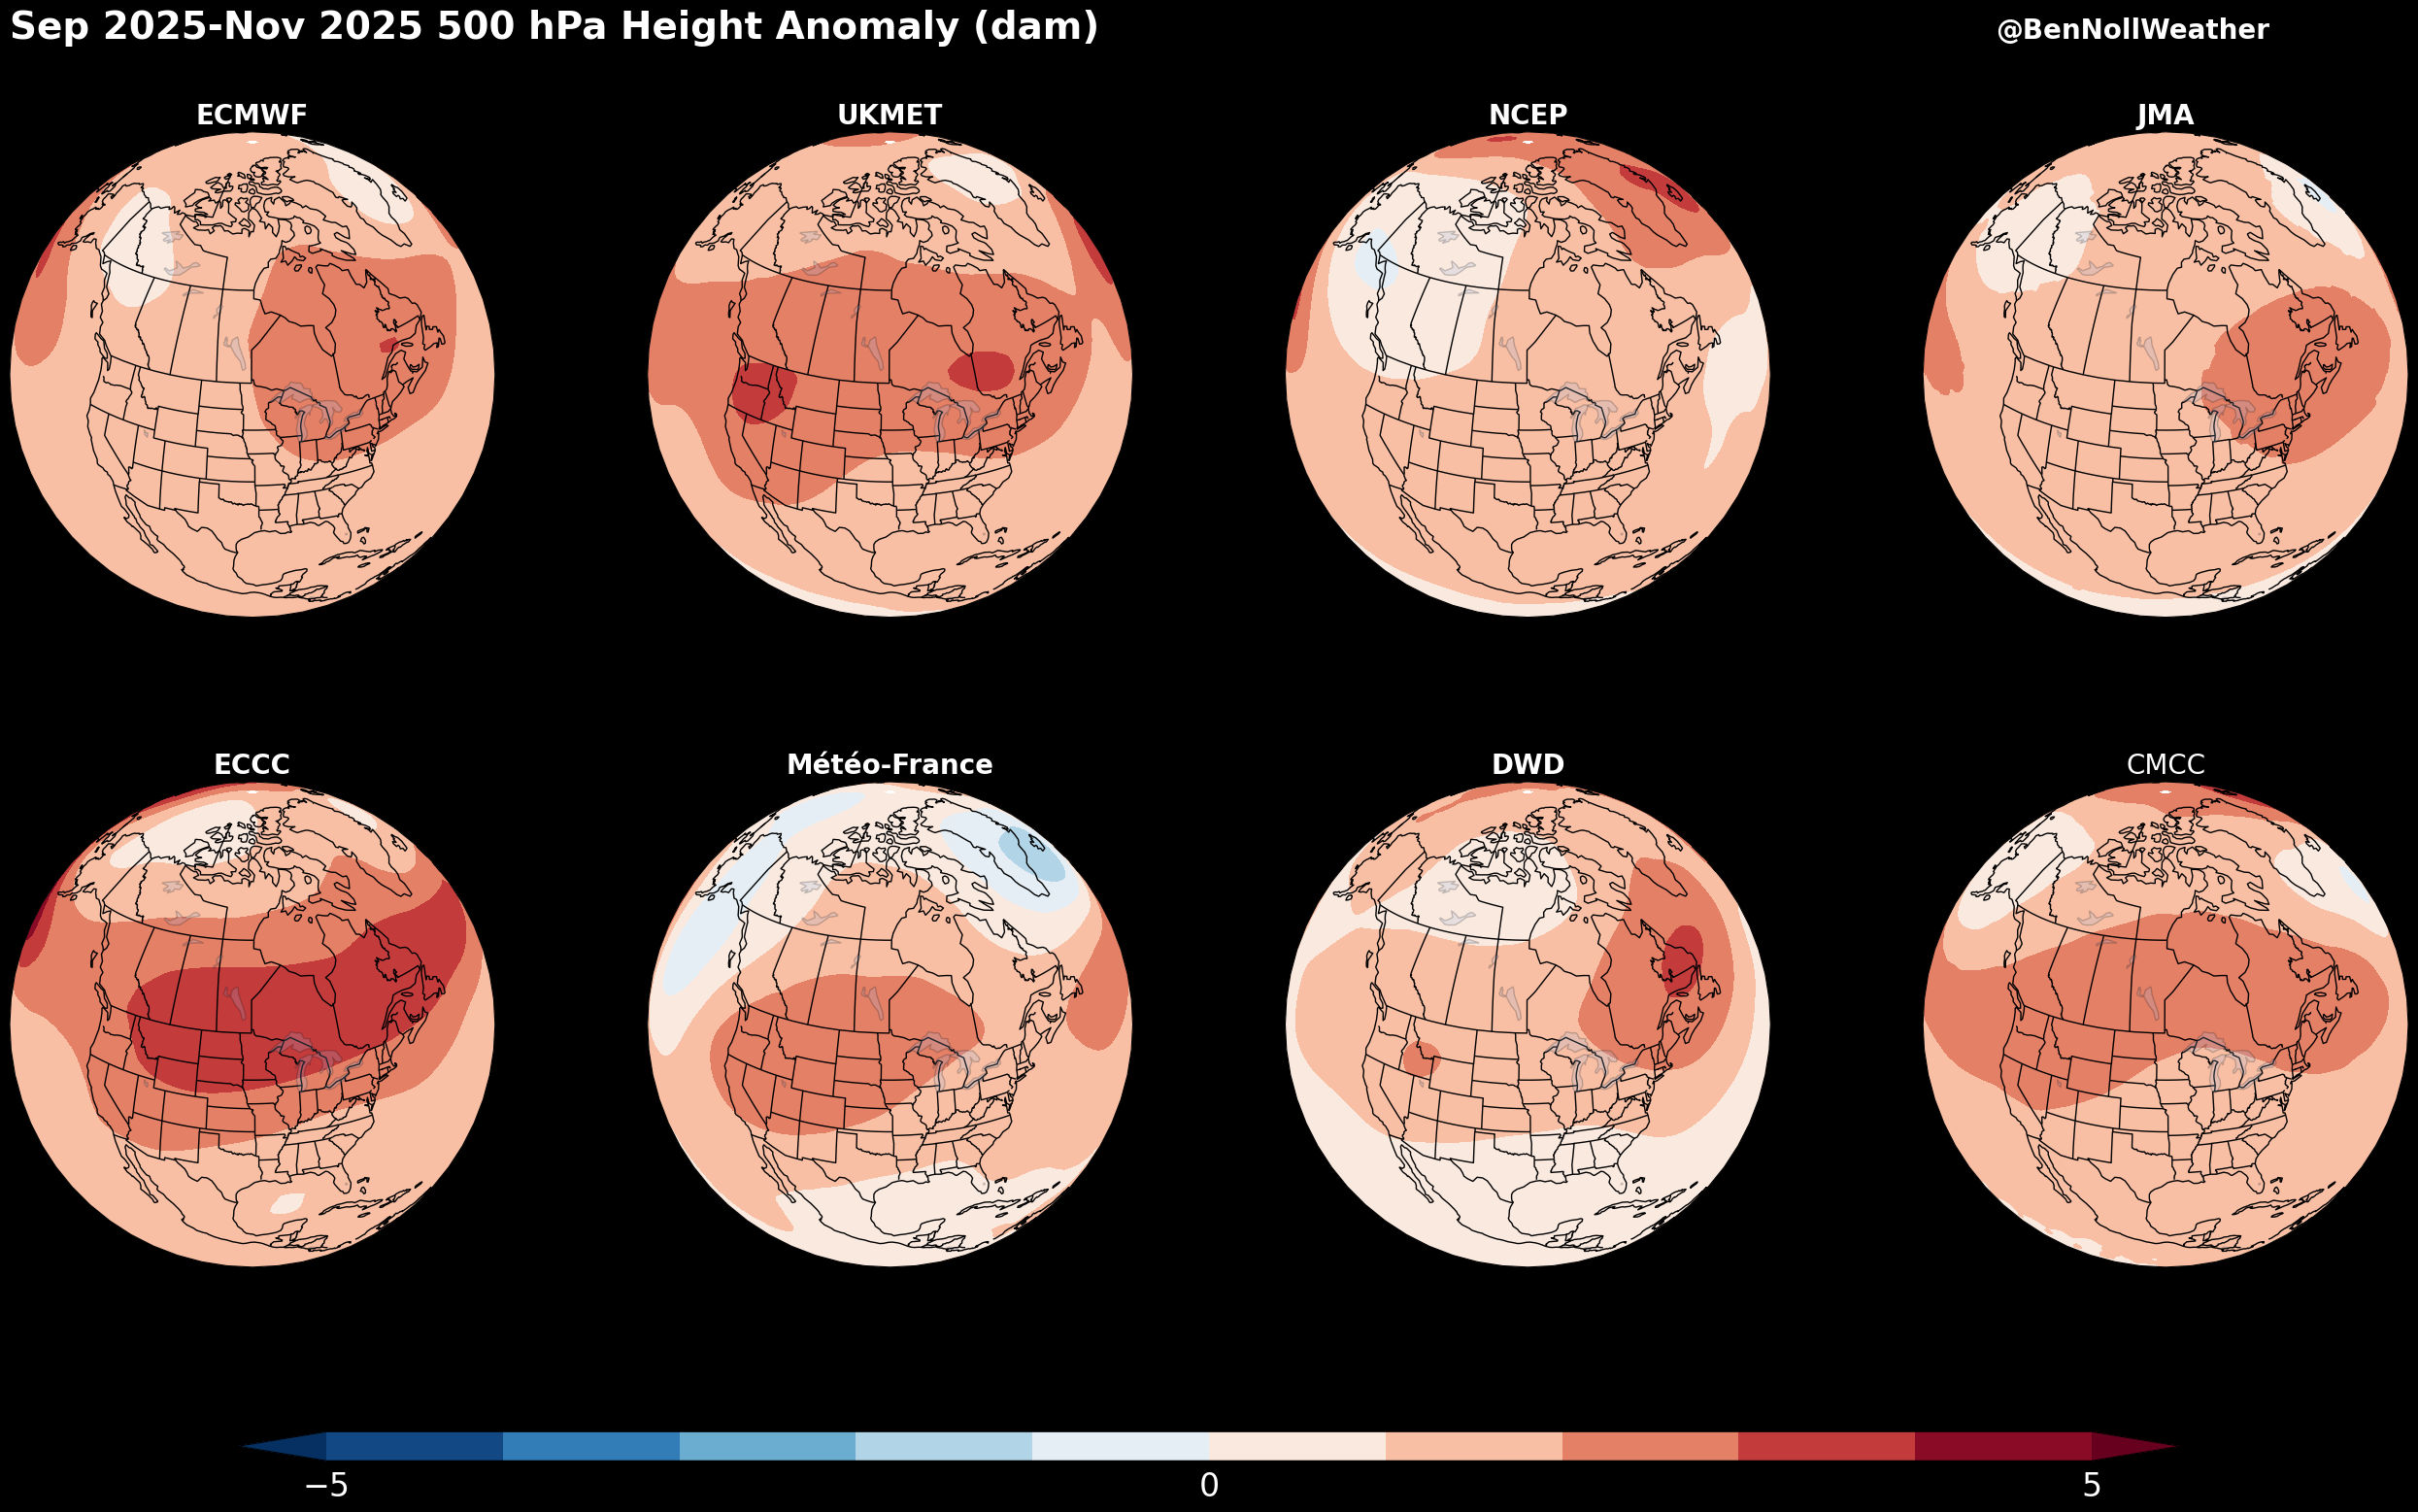 Sep 2025-Nov 2025 500 hPa Height Anomaly (dam)
@BenNollWeather
ECMWF
UKMET
NCEP
JMA
ECCC
Météo-France
DWD
CMCC
−5
0
5